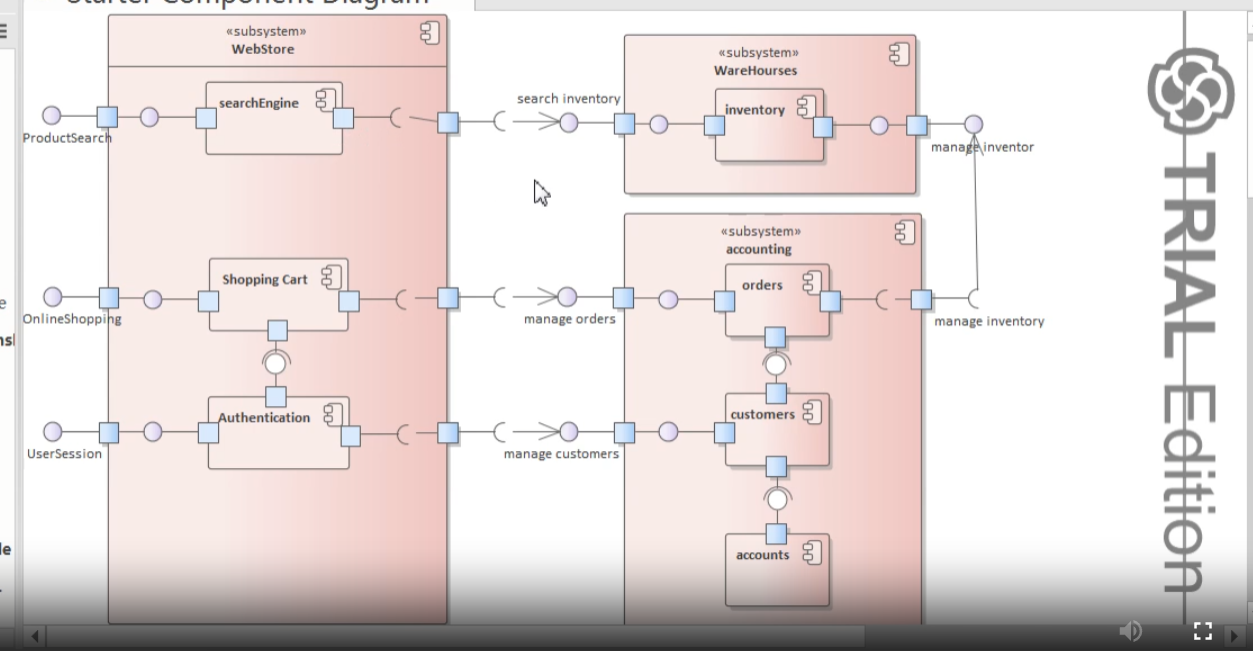 Starter Component Diagram
«subsystem»
WebStore
searchEngine
ProductSearch
search inventory
«subsystem»
WareHourses
inventory
manage inventor
Shopping Cart
OnlineShopping
manage orders
«subsystem»
accounting
orders
manage inventory
Authentication
UserSession
manage customers
customers
accounts
TRIAL Edition